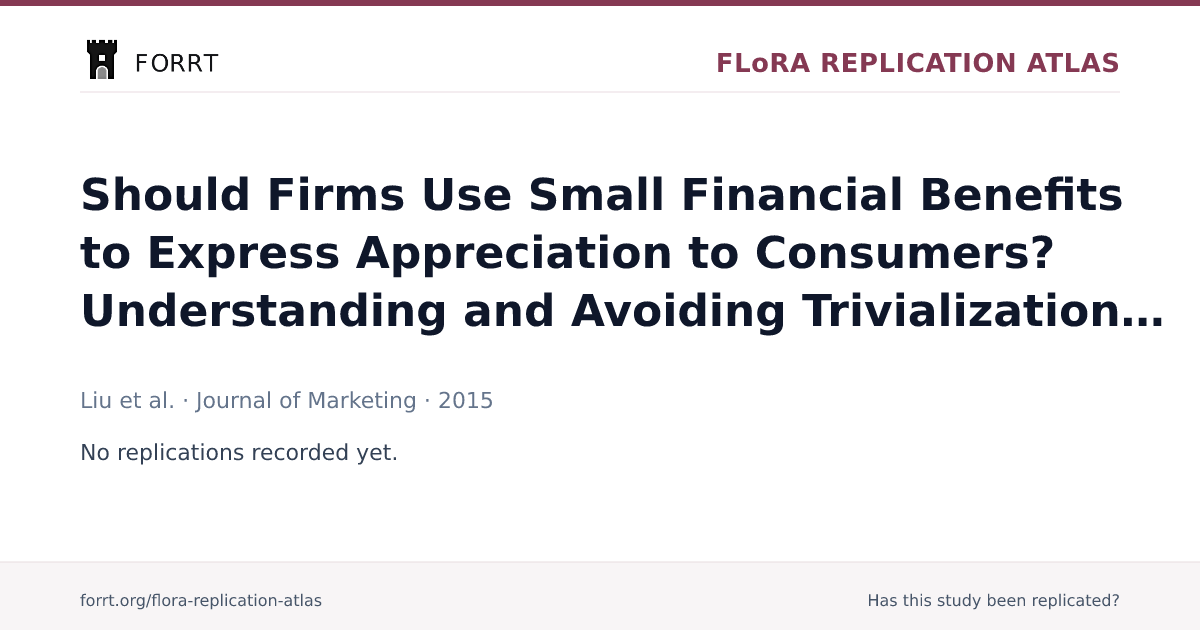 FORRT
FLoRA REPLICATION ATLAS
Should Firms Use Small Financial Benefits
to Express Appreciation to Consumers?
Understanding and Avoiding Trivialization…
Liu et al. · Journal of Marketing · 2015
No replications recorded yet.
forrt.org/flora-replication-atlas
Has this study been replicated?